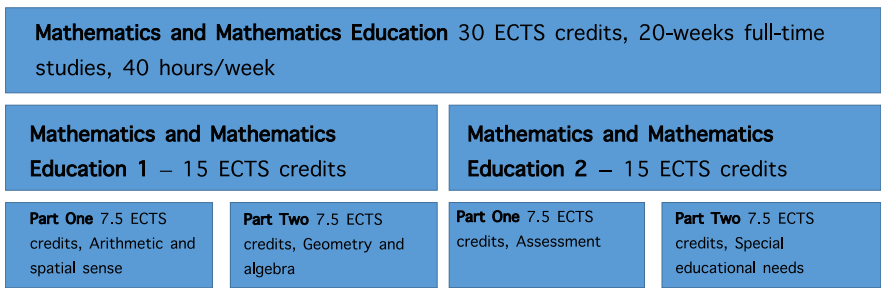 Mathematics and Mathematics Education 30 ECTS credits, 20-weeks full-time
studies, 40 hours/week
Mathematics and Mathematics
Education 1 – 15 ECTS credits
Mathematics and Mathematics
Education 2 – 15 ECTS credits
Part One 7.5 ECTS
credits, Arithmetic and
spatial sense
Part Two 7.5 ECTS
credits, Geometry and
algebra
Part One 7.5 ECTS
credits, Assessment
Part Two 7.5 ECTS
credits, Special
educational needs